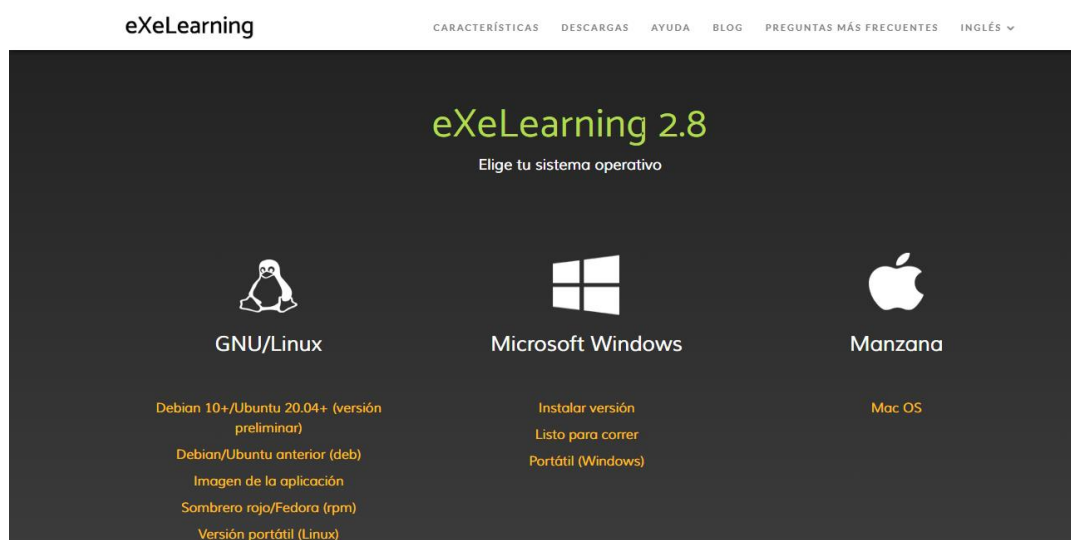 eXeLearning
CARACTERÍSTICAS DESCARGAS AYUDA BLOG PREGUNTAS MÁS FRECUENTES INGLÉS
eXeLearning 2.8
Elige tu sistema operativo
GNU/Linux
Debian 10+/Ubuntu 20.04+ (versión
preliminar)
Debian/Ubuntu anterior (deb)
Imagen de la aplicación
Sombrero rojo/Fedora (rpm)
Versión portátil (Linux)
Microsoft Windows
Instalar versión
Listo para correr
Portátil (Windows)
Manzana
Mac OS